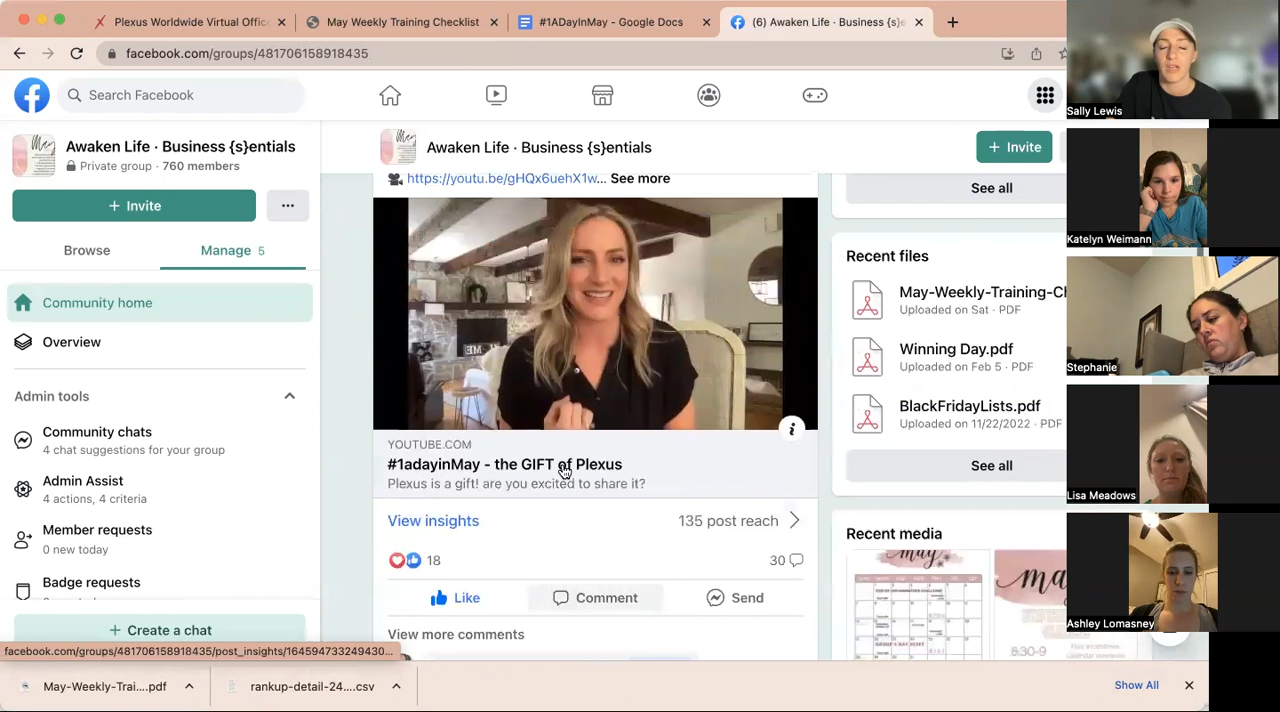 Plexus Worldwide Virtual Offic
May Weekly Training Checklist
#1ADayInMay - Google Docs
(6) Awaken Life · Business {s}e
facebook.com/groups/481706158918435
Search Facebook
Awaken Life · Business {s}entials
Private group · 760 members
+ Invite
Browse
Manage 5
Community home
Overview
Admin tools
Community chats
4 chat suggestions for your group
Admin Assist
4 actions, 4 criteria
Member requests
0 new today
Badge requests
+ Create a chat
Awaken Life · Business {s}entials
+ Invite
https://youtu.be/gHQx6uehX1w... See more
YOUTUBE.COM
#1adayinMay - the GIFT of Plexus
Plexus is a gift! are you excited to share it?
View insights
135 post reach
18
30
Like
Comment
Send
View more comments
See all
Recent files
May-Weekly-Training-Ch
Uploaded on Sat · PDF
Winning Day.pdf
Uploaded on Feb 5 · PDF
BlackFridayLists.pdf
Uploaded on 11/22/2022 · PDF
See all
Recent media
may
8:30-9
Sally Lewis
Katelyn Weimann
Stephanie
Lisa Meadows
Ashley Lomasney
May-Weekly-Trai....pdf
rankup-detail-24....csv
Show All